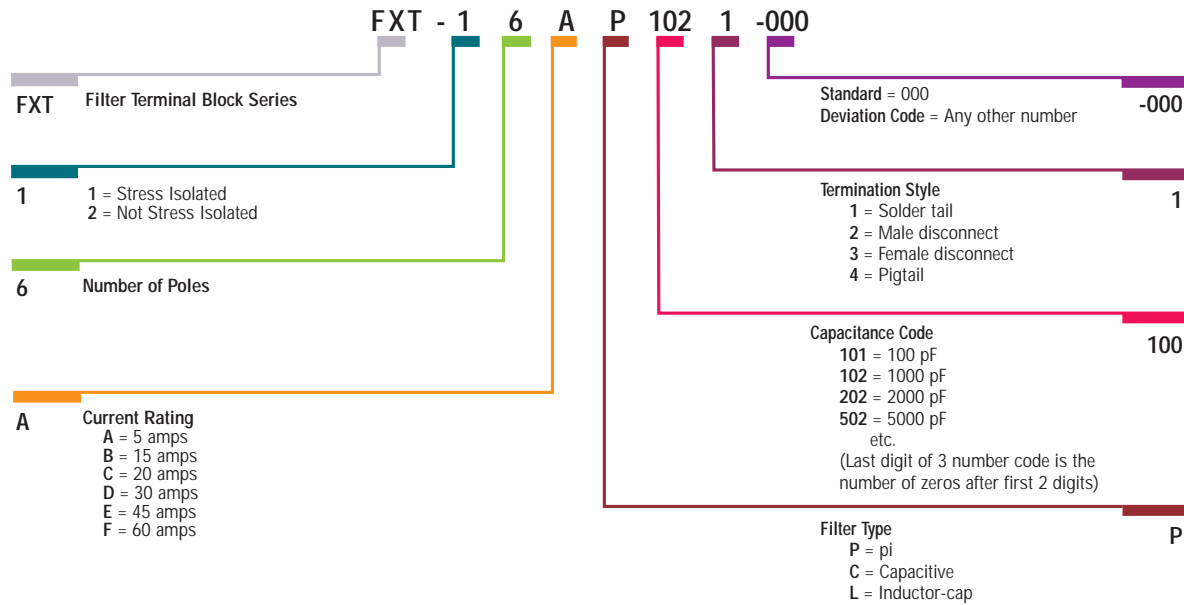 FXT - 1 6 A P 102 1 -000
FXT Filter Terminal Block Series
1
1 = Stress Isolated
2 = Not Stress Isolated
6 Number of Poles
A
Current Rating
A = 5 amps
B = 15 amps
C = 20 amps
D = 30 amps
E = 45 amps
F = 60 amps
Standard = 000
Deviation Code = Any other number
-000
Termination Style
1 = Solder tail
2 = Male disconnect
3 = Female disconnect
4 = Pigtail
1
Capacitance Code
101 = 100 pF
102 = 1000 pF
202 = 2000 pF
502 = 5000 pF
etc.
(Last digit of 3 number code is the
number of zeros after first 2 digits)
100
Filter Type
P = pi
C = Capacitive
L = Inductor-cap
P